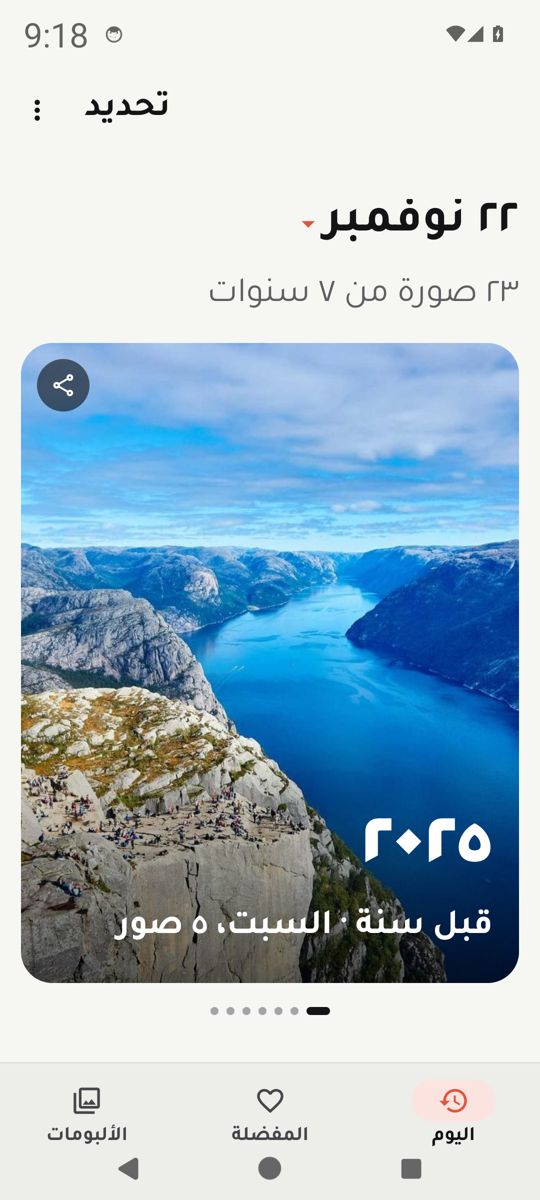 9:18
تحديد
٢٢ نوفمبر
٢٣ صورة من ٧ سنوات
٢٠٢٥
قبل سنة · السبت، ٥ صور
اليوم
المفضلة
الألبومات